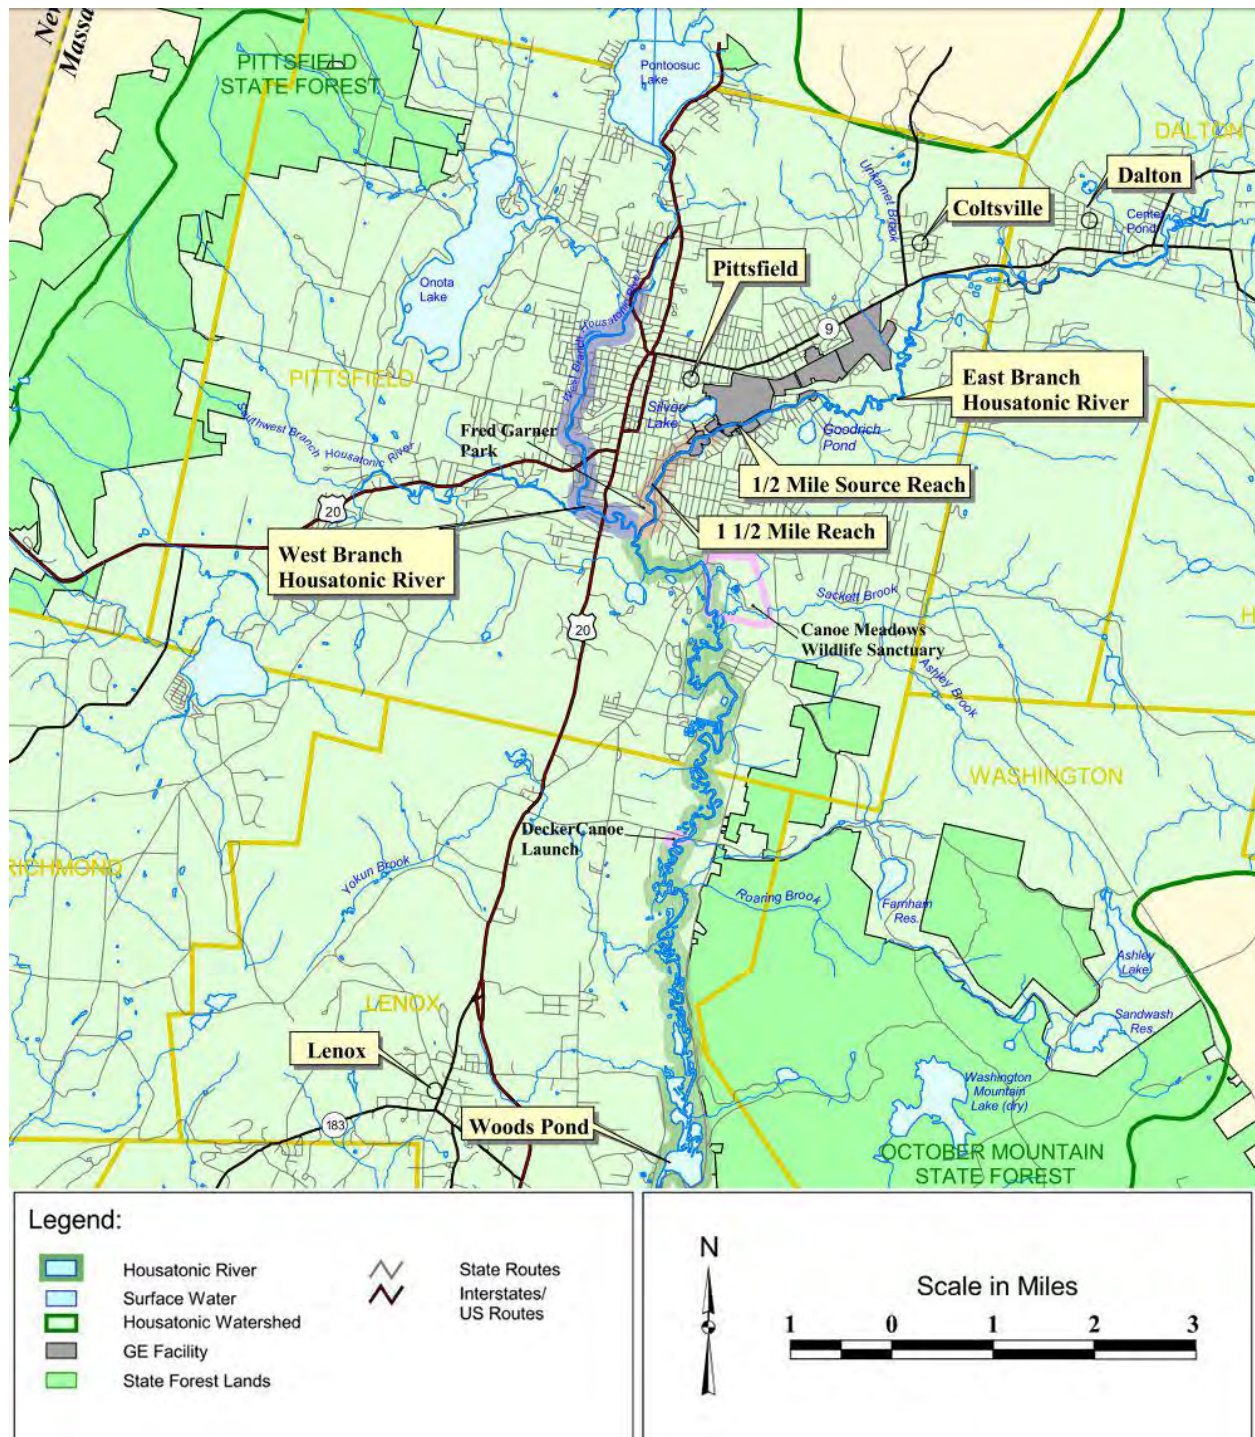 New
Massa
PITTSFIELD
STATE FOREST
Pontoosuc
Lake
DALTON
Dalton
Unkamet Brook
Coltsville
Center
Pond
Onota
Lake
West Branch Housatonic River
Pittsfield
9
PITTSFIELD
Silver
Lake
East Branch
Housatonic River
Goodrich
Pond
Southwest Branch Housatonic River
Fred Garner
Park
1/2 Mile Source Reach
20
1 1/2 Mile Reach
West Branch
Housatonic River
Sackett Brook
H
20
Canoe Meadows
Wildlife Sanctuary
Ashley Brook
WASHINGTON
DeckerCanoe
Launch
RICHMOND
Yokun Brook
Roaring Brook
Farnham
Res.
Ashley
Lake
LENOX
Sandwash
Res.
Lenox
Washington
Mountain
Lake (dry)
183
Woods Pond
OCTOBER MOUNTAIN
STATE FOREST
Legend:
Housatonic River
Surface Water
Housatonic Watershed
GE Facility
State Forest Lands
State Routes
Interstates/
US Routes
N
Scale in Miles
1 0 1 2 3